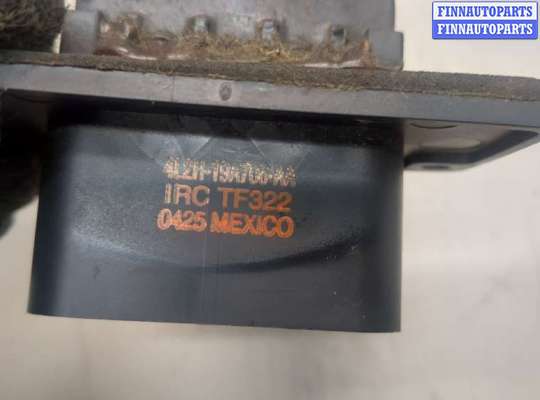 FINNAUTOPARTS
FINNAUTOPARTS
4L2H-19A706-AA
IRC TF322
0425 MEXICO